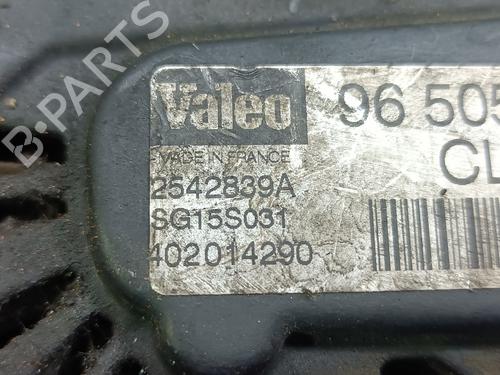 Valeo
96 505
CL
MADE IN FRANCE
2542839A
SG15S031
402014290
B-PARTS